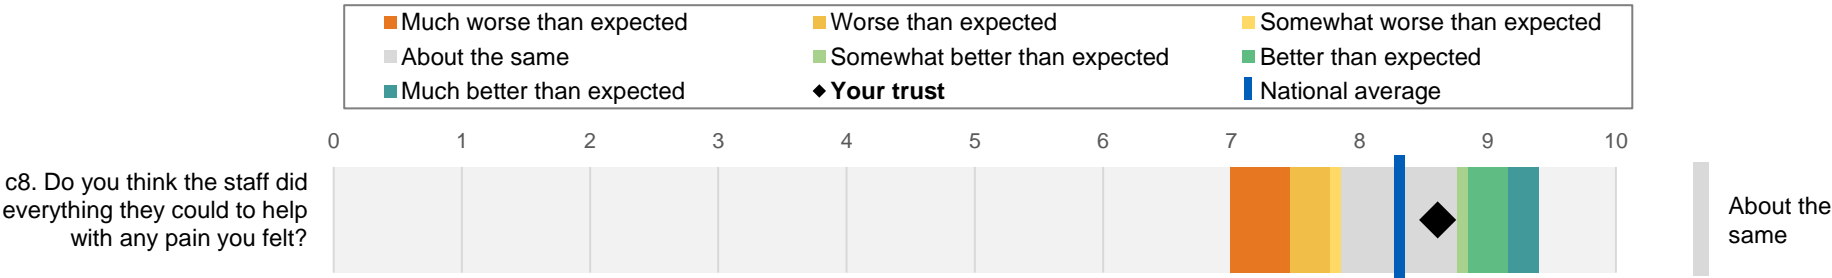 Much worse than expected
Worse than expected
Somewhat worse than expected
About the same
Somewhat better than expected
Better than expected
Much better than expected
Your trust
National average
0 1 2 3 4 5 6 7 8 9 10
c8. Do you think the staff did
everything they could to help
with any pain you felt?
About the
same